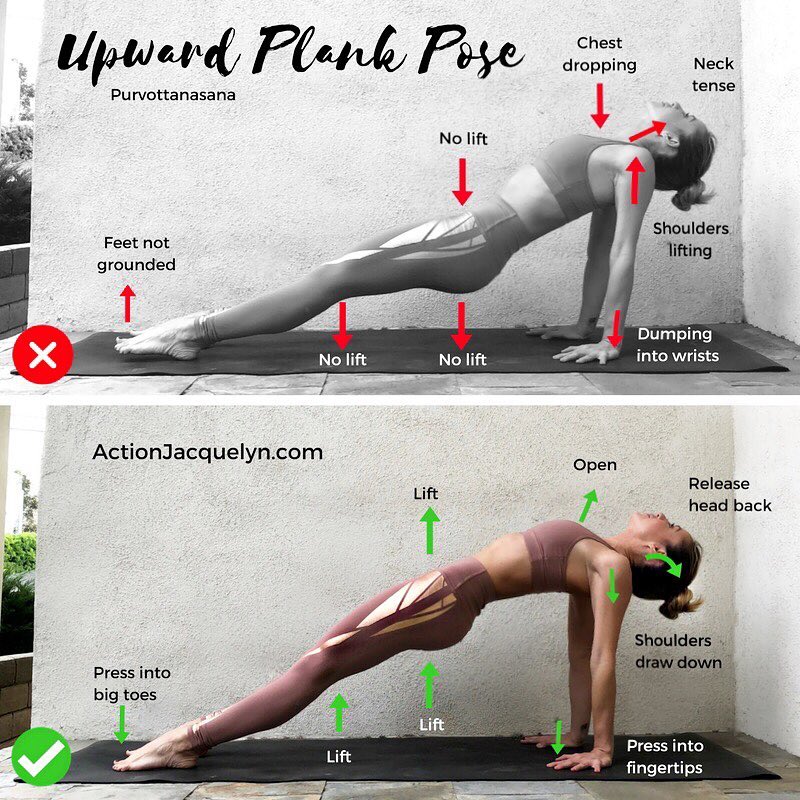 Upward Plank Pose
Purvottanasana
Chest
dropping
Neck
tense
No lift
Shoulders
lifting
Feet not
grounded
Dumping
into wrists
No lift
No lift
ActionJacquelyn.com
Open
Release
head back
Lift
Shoulders
draw down
Press into
big toes
Lift
Lift
Press into
fingertips